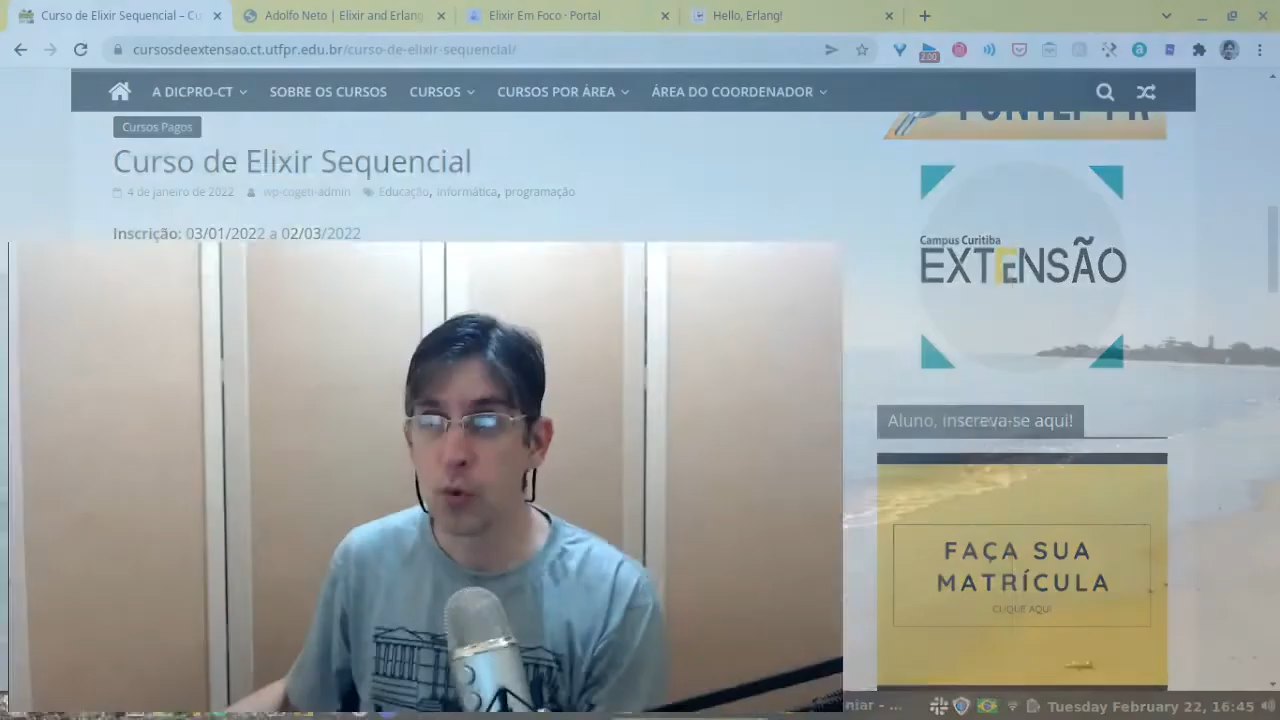 Curso de Elixir Sequencial – Cu
Adolfo Neto | Elixir and Erlang
Elixir Em Foco · Portal
Hello, Erlang!
cursosdeextensao.ct.utfpr.edu.br/curso-de-elixir-sequencial/
2.00
A DICPRO-CT
SOBRE OS CURSOS
CURSOS
CURSOS POR ÁREA
ÁREA DO COORDENADOR
Cursos Pagos
Curso de Elixir Sequencial
4 de janeiro de 2022
wp-cogeti-admin
Educação, informática, programação
Inscrição: 03/01/2022 a 02/03/2022
Campus Curitiba
EXTENSÃO
Aluno, inscreva-se aqui!
FAÇA SUA
MATRÍCULA
CLIQUE AQUI
Tuesday February 22, 16:45